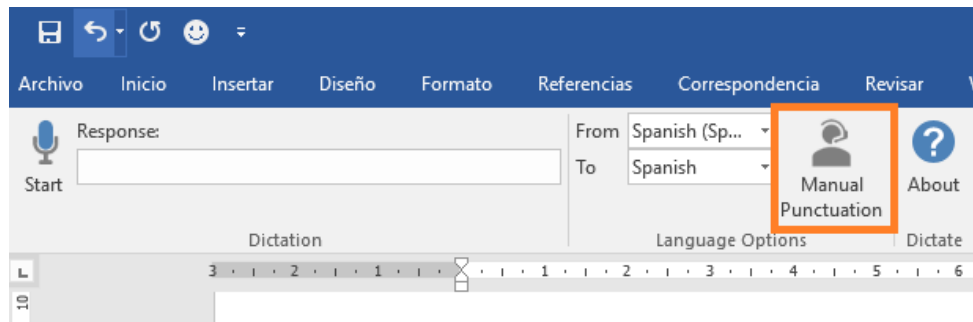 Archivo Inicio Insertar Diseño Formato Referencias Correspondencia Revisar
Response:
Start
From Spanish (Sp...
To Spanish
Manual
Punctuation
About
Dictation
Language Options
Dictate
3 2 1 1 2 3 4 5 6
10